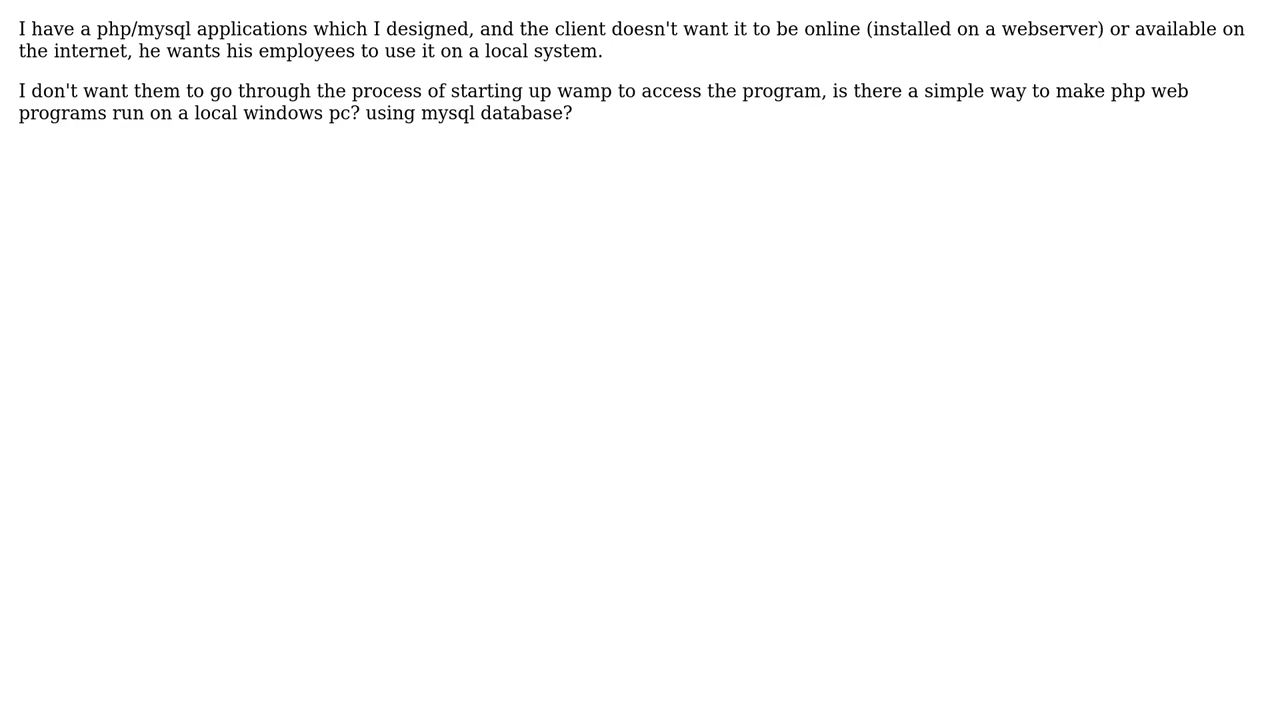 I have a php/mysql applications which I designed, and the client doesn't want it to be online (installed on a webserver) or available on
the internet, he wants his employees to use it on a local system.
I don't want them to go through the process of starting up wamp to access the program, is there a simple way to make php web
programs run on a local windows pc? using mysql database?